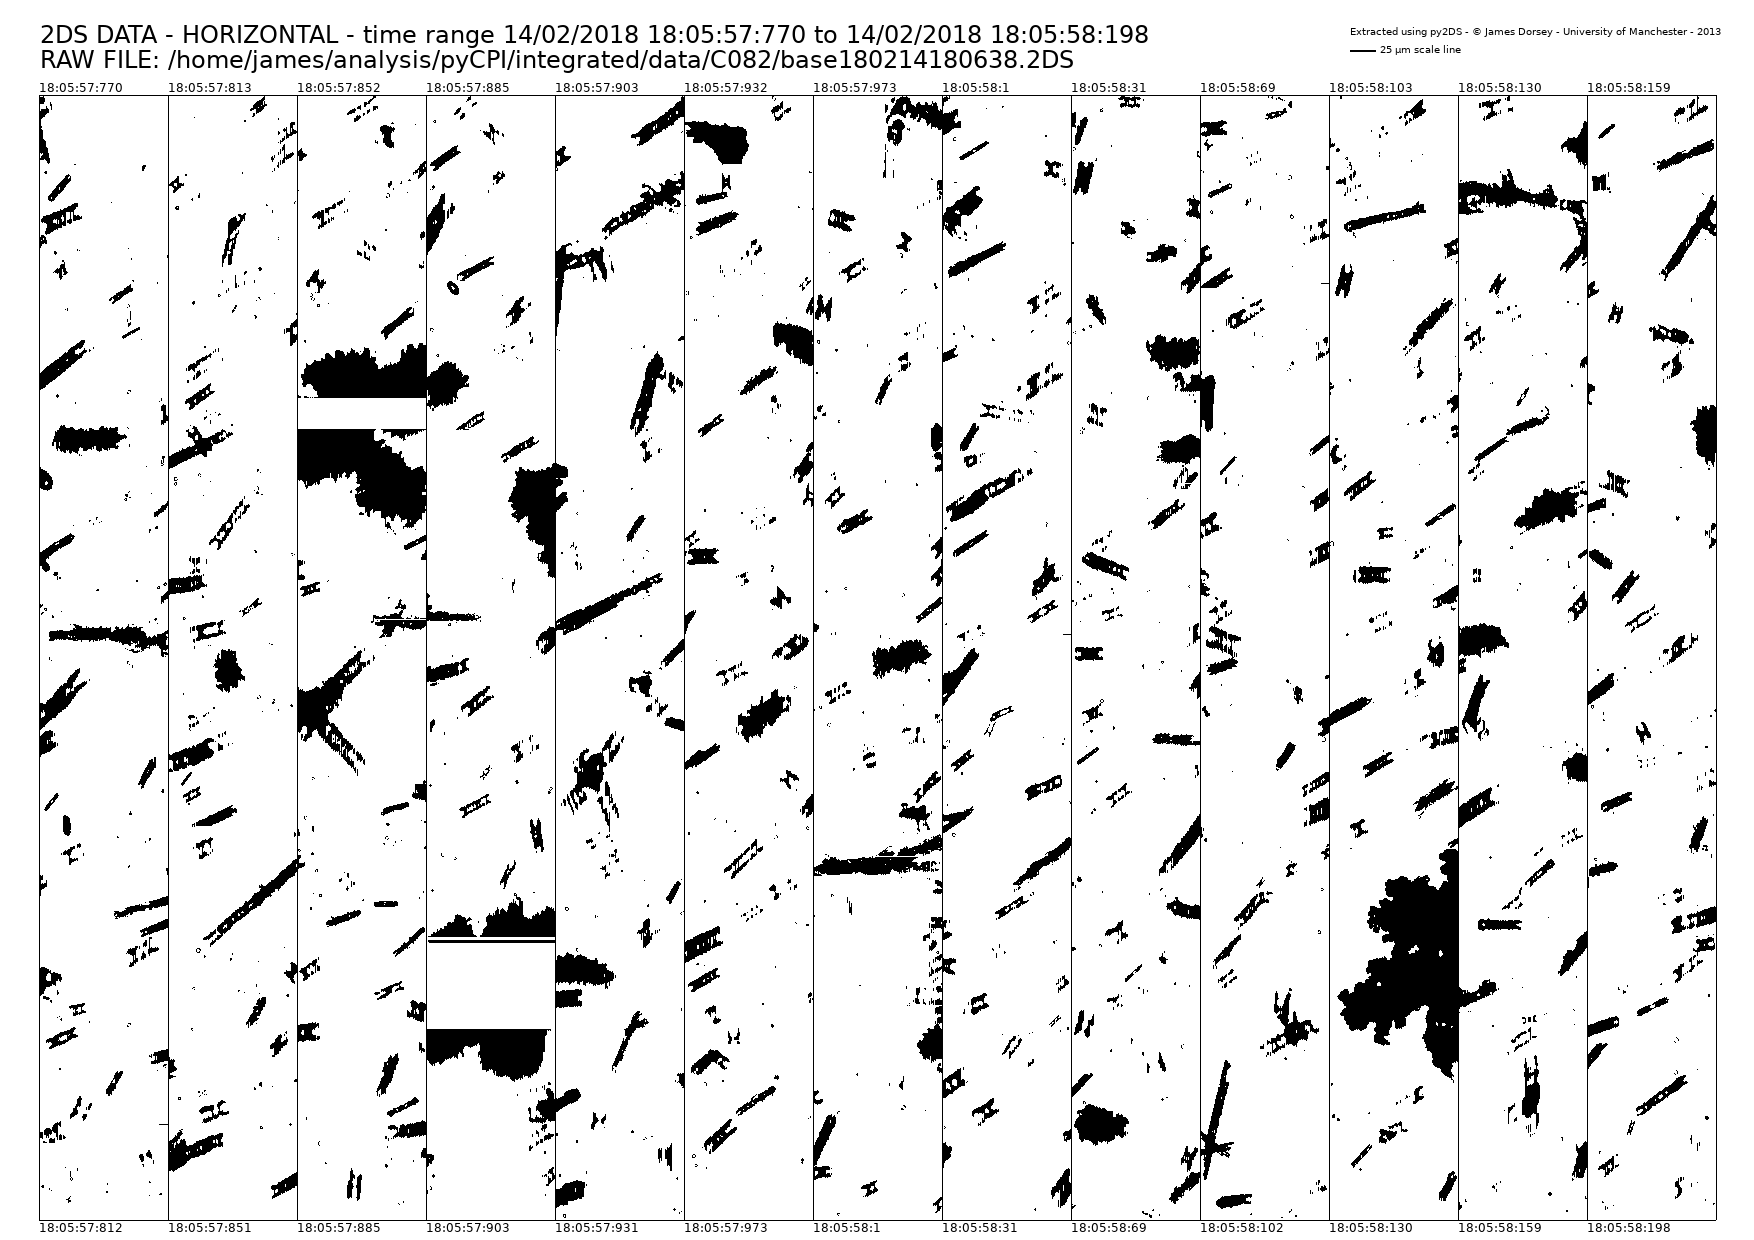 2DS DATA - HORIZONTAL - time range 14/02/2018 18:05:57:770 to 14/02/2018 18:05:58:198
RAW FILE: /home/james/analysis/pyCPI/integrated/data/C082/base180214180638.2DS
Extracted using py2DS - © James Dorsey - University of Manchester - 2013
25 µm scale line
18:05:57:770 18:05:57:813 18:05:57:852 18:05:57:885 18:05:57:903 18:05:57:932 18:05:57:973 18:05:58:1 18:05:58:31 18:05:58:69 18:05:58:103 18:05:58:130 18:05:58:159
18:05:57:812 18:05:57:851 18:05:57:885 18:05:57:903 18:05:57:931 18:05:57:973 18:05:58:1 18:05:58:31 18:05:58:69 18:05:58:102 18:05:58:130 18:05:58:159 18:05:58:198